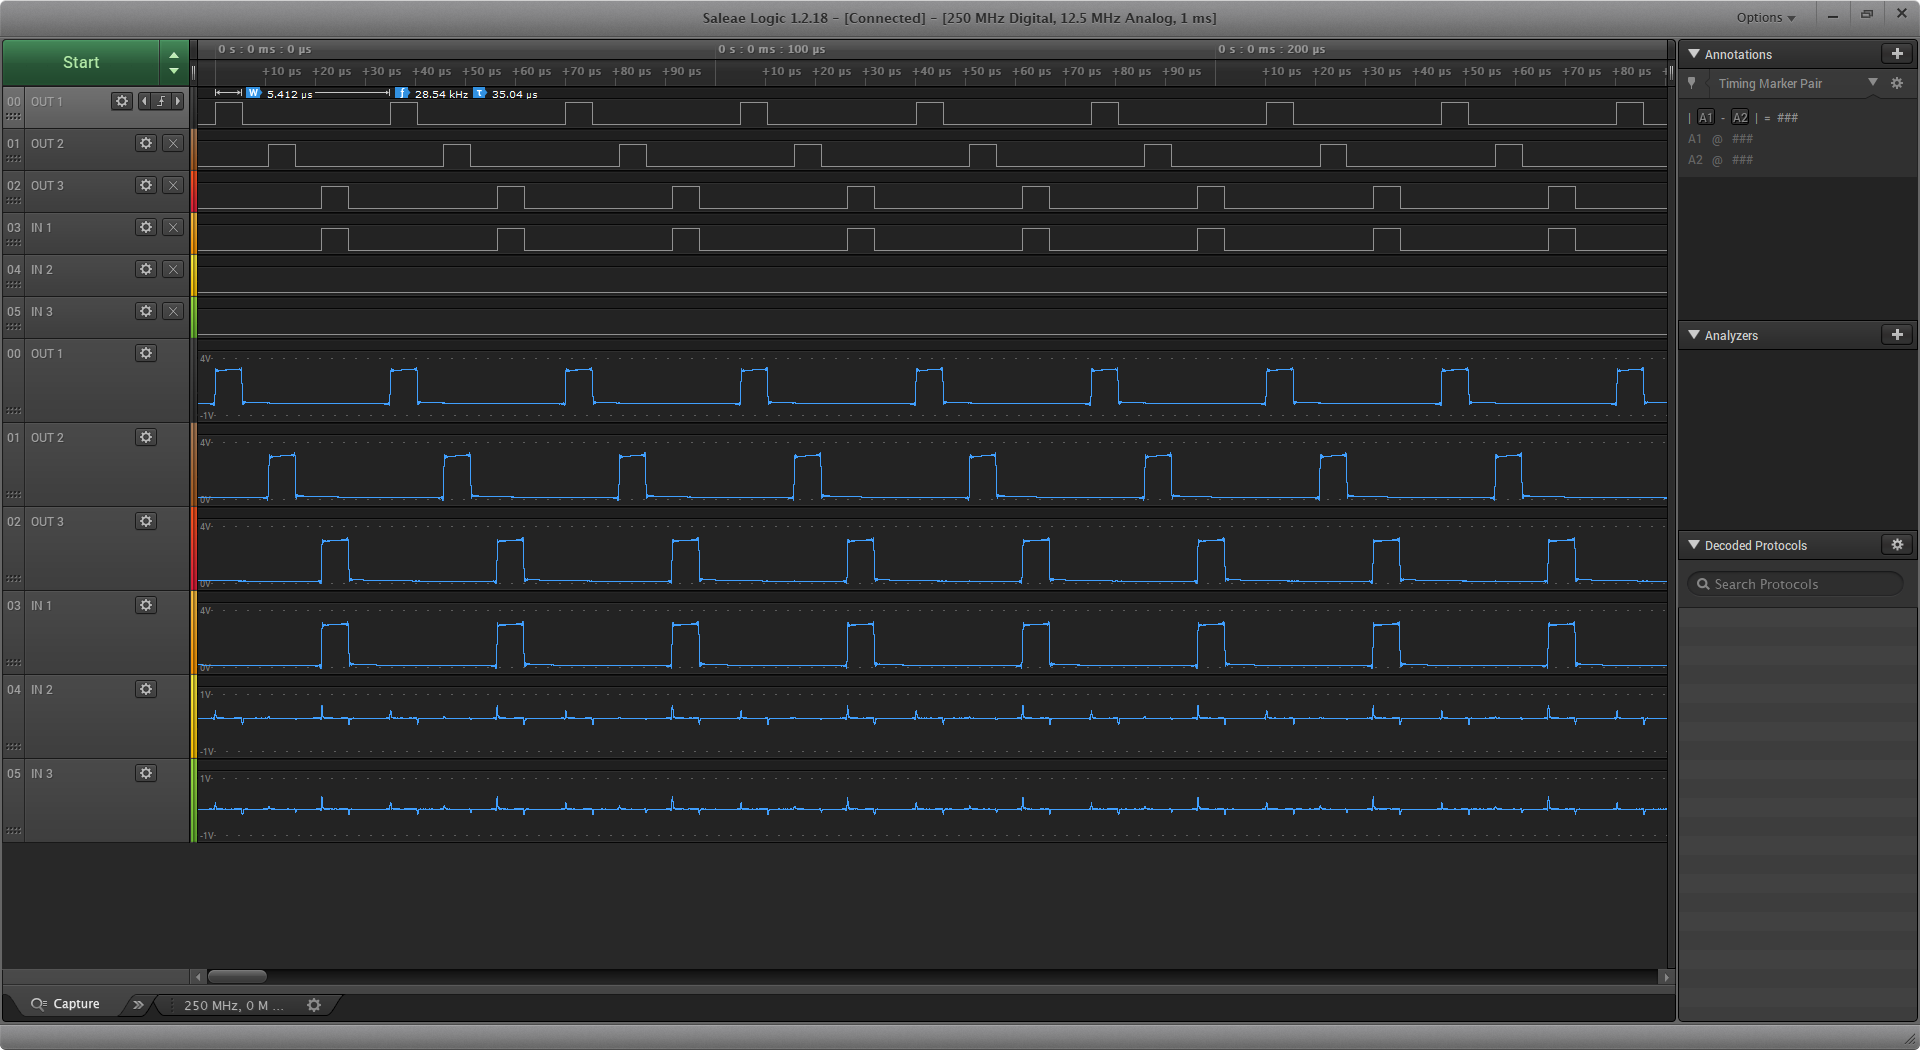 Saleae Logic 1.2.18 - [Connected] - [250 MHz Digital, 12.5 MHz Analog, 1 ms]
Options
Start
0 s : 0 ms : 0 µs 0 s : 0 ms : 100 µs 0 s : 0 ms : 200 µs
+10 µs +20 µs +30 µs +40 µs +50 µs +60 µs +70 µs +80 µs +90 µs +10 µs +20 µs +30 µs +40 µs +50 µs +60 µs +70 µs +80 µs +90 µs +10 µs +20 µs +30 µs +40 µs +50 µs +60 µs +70 µs +80 µs
W 5.412 µs f 28.54 kHz T 35.04 µs
00 OUT 1
01 OUT 2
02 OUT 3
03 IN 1
04 IN 2
05 IN 3
00 OUT 1
4V
-1V
01 OUT 2
4V
0V
02 OUT 3
4V
0V
03 IN 1
4V
0V
04 IN 2
1V
-1V
05 IN 3
1V
-1V
Capture
250 MHz, 0 M ...
Annotations
Timing Marker Pair
| A1 - A2 | = ###
A1 @ ###
A2 @ ###
Analyzers
Decoded Protocols
Search Protocols